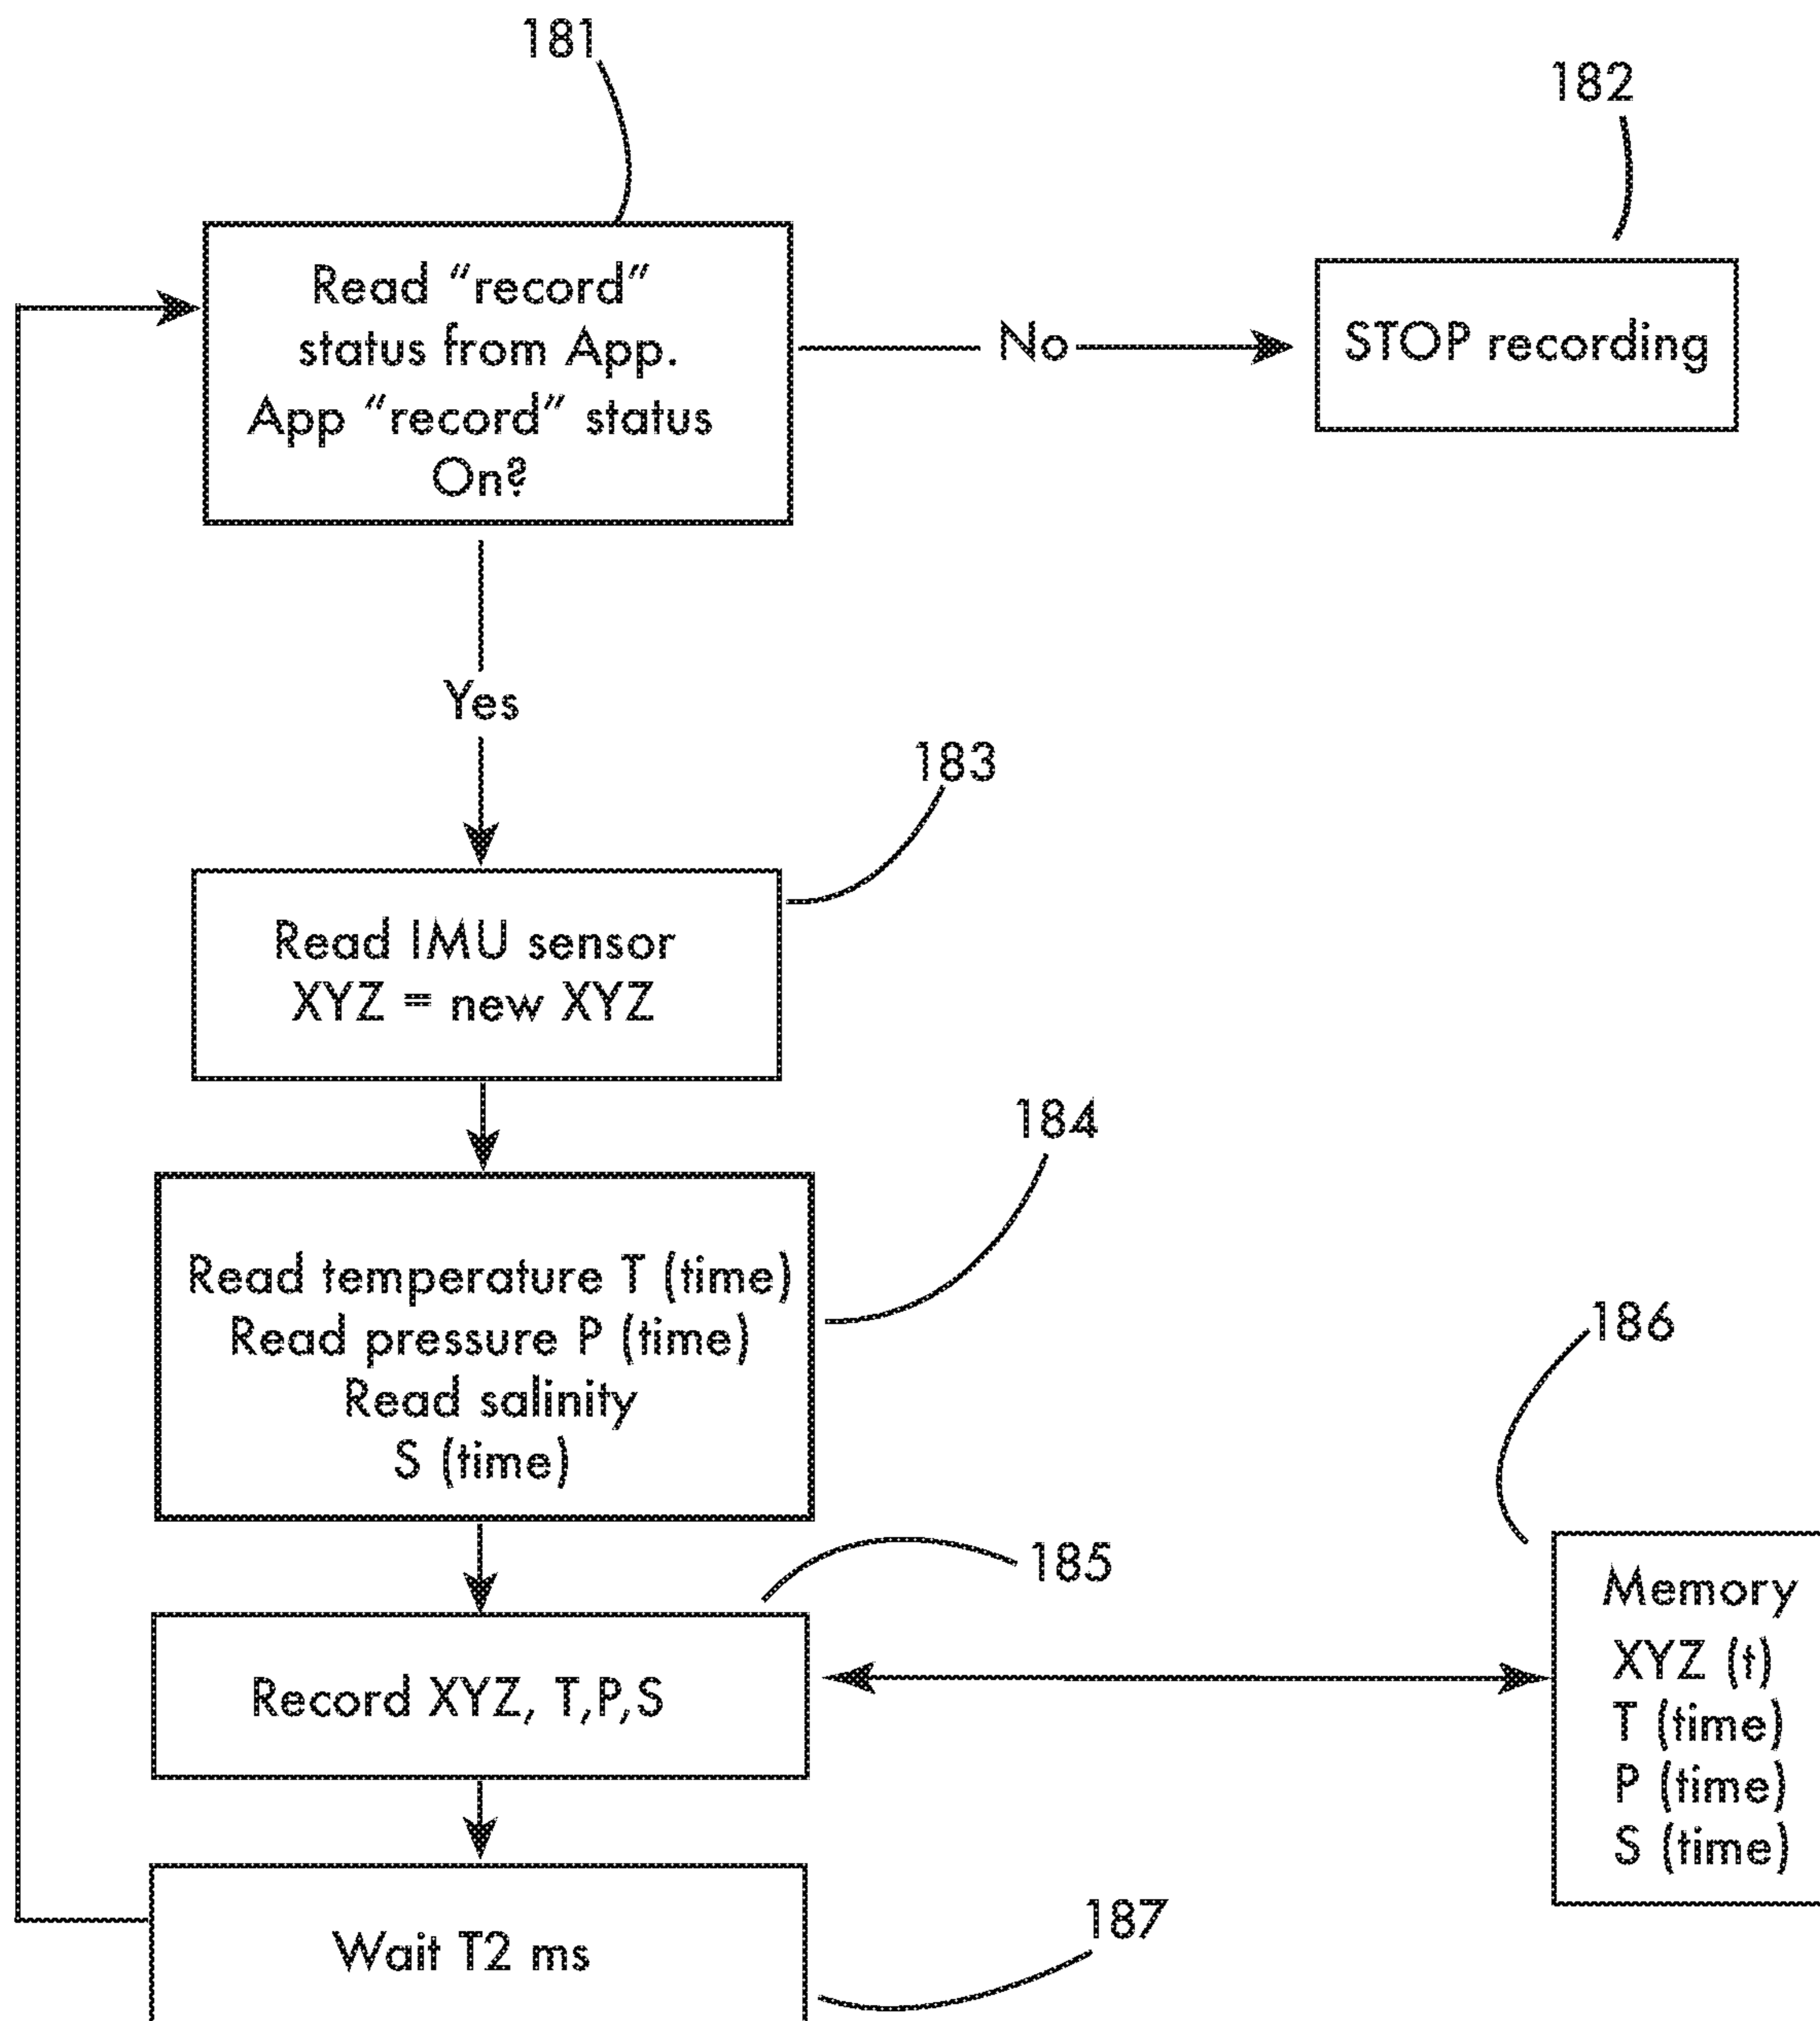 181
182
Read “record”
status from App.
App “record” status
On?
No
STOP recording
Yes
183
Read IMU sensor
XYZ = new XYZ
184
Read temperature T (time)
Read pressure P (time)
Read salinity
S (time)
186
185
Record XYZ, T,P,S
Memory
XYZ (t)
T (time)
P (time)
S (time)
187
Wait T2 ms